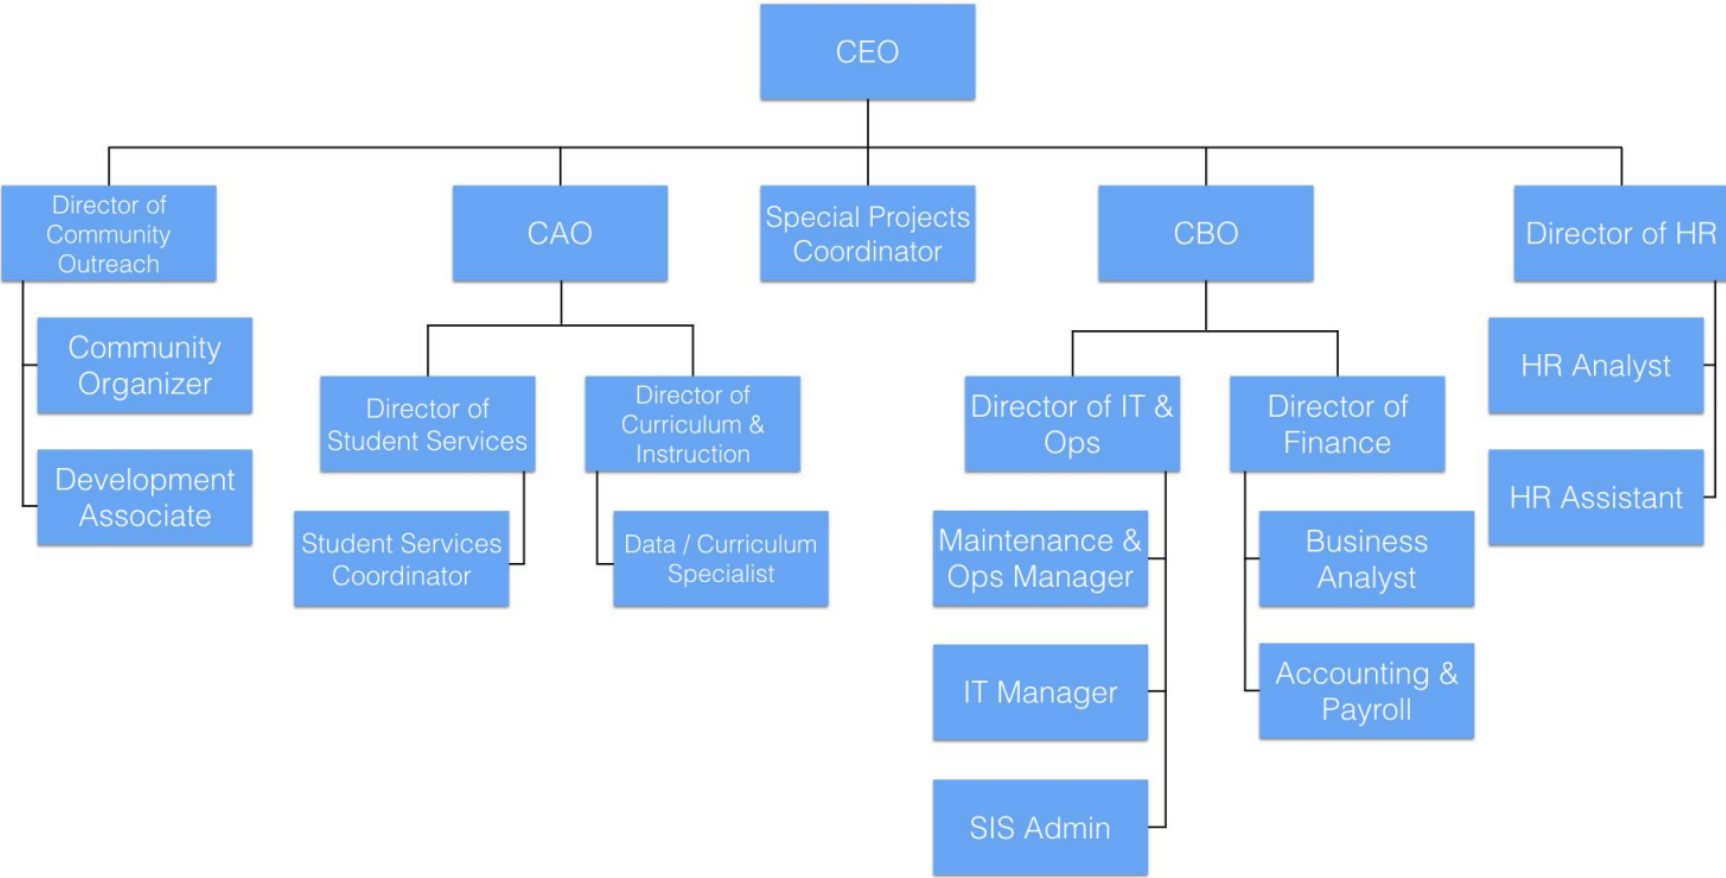 CEO
Director of
Community
Outreach
CAO
Special Projects
Coordinator
CBO
Director of HR
Community
Organizer
HR Analyst
Director of
Student Services
Director of
Curriculum &
Instruction
Director of IT &
Ops
Director of
Finance
Development
Associate
HR Assistant
Student Services
Coordinator
Data / Curriculum
Specialist
Maintenance &
Ops Manager
Business
Analyst
IT Manager
Accounting &
Payroll
SIS Admin